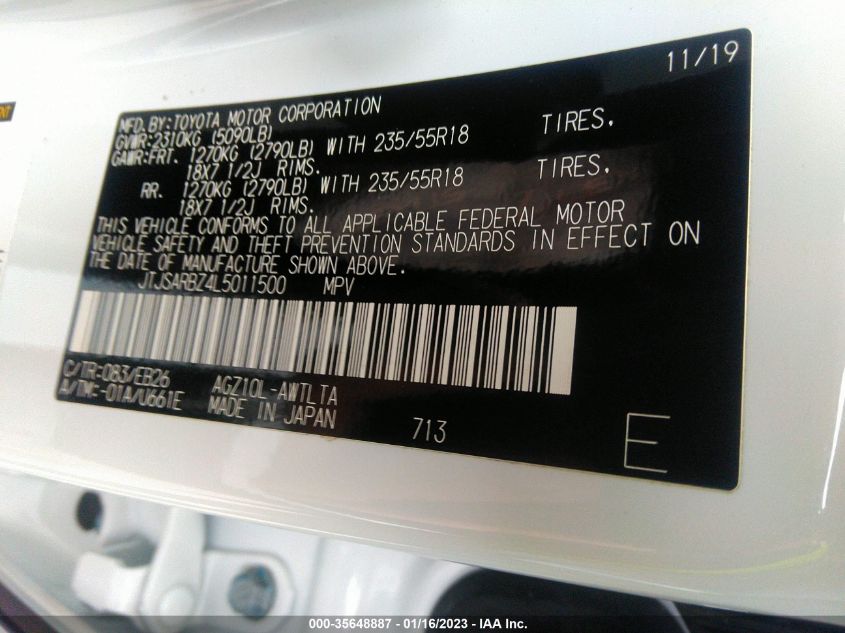 11/19
MFD. BY: TOYOTA MOTOR CORPORATION
GVWR: 2310KG (5090LB)
GAWR: FRT. 1270KG (2790LB) WITH 235/55R18 TIRES.
18X7 1/2J RIMS.
RR. 1270KG (2790LB) WITH 235/55R18 TIRES.
18X7 1/2J RIMS.
THIS VEHICLE CONFORMS TO ALL APPLICABLE FEDERAL MOTOR
VEHICLE SAFETY AND THEFT PREVENTION STANDARDS IN EFFECT ON
THE DATE OF MANUFACTURE SHOWN ABOVE.
JTJSARBZ4L5011500 MPV
C/TR: 083/EB26 AGZ10L-AWTLTA
A/TM: -01A/U661E MADE IN JAPAN
713
E
000-35648887 - 01/16/2023 - IAA Inc.